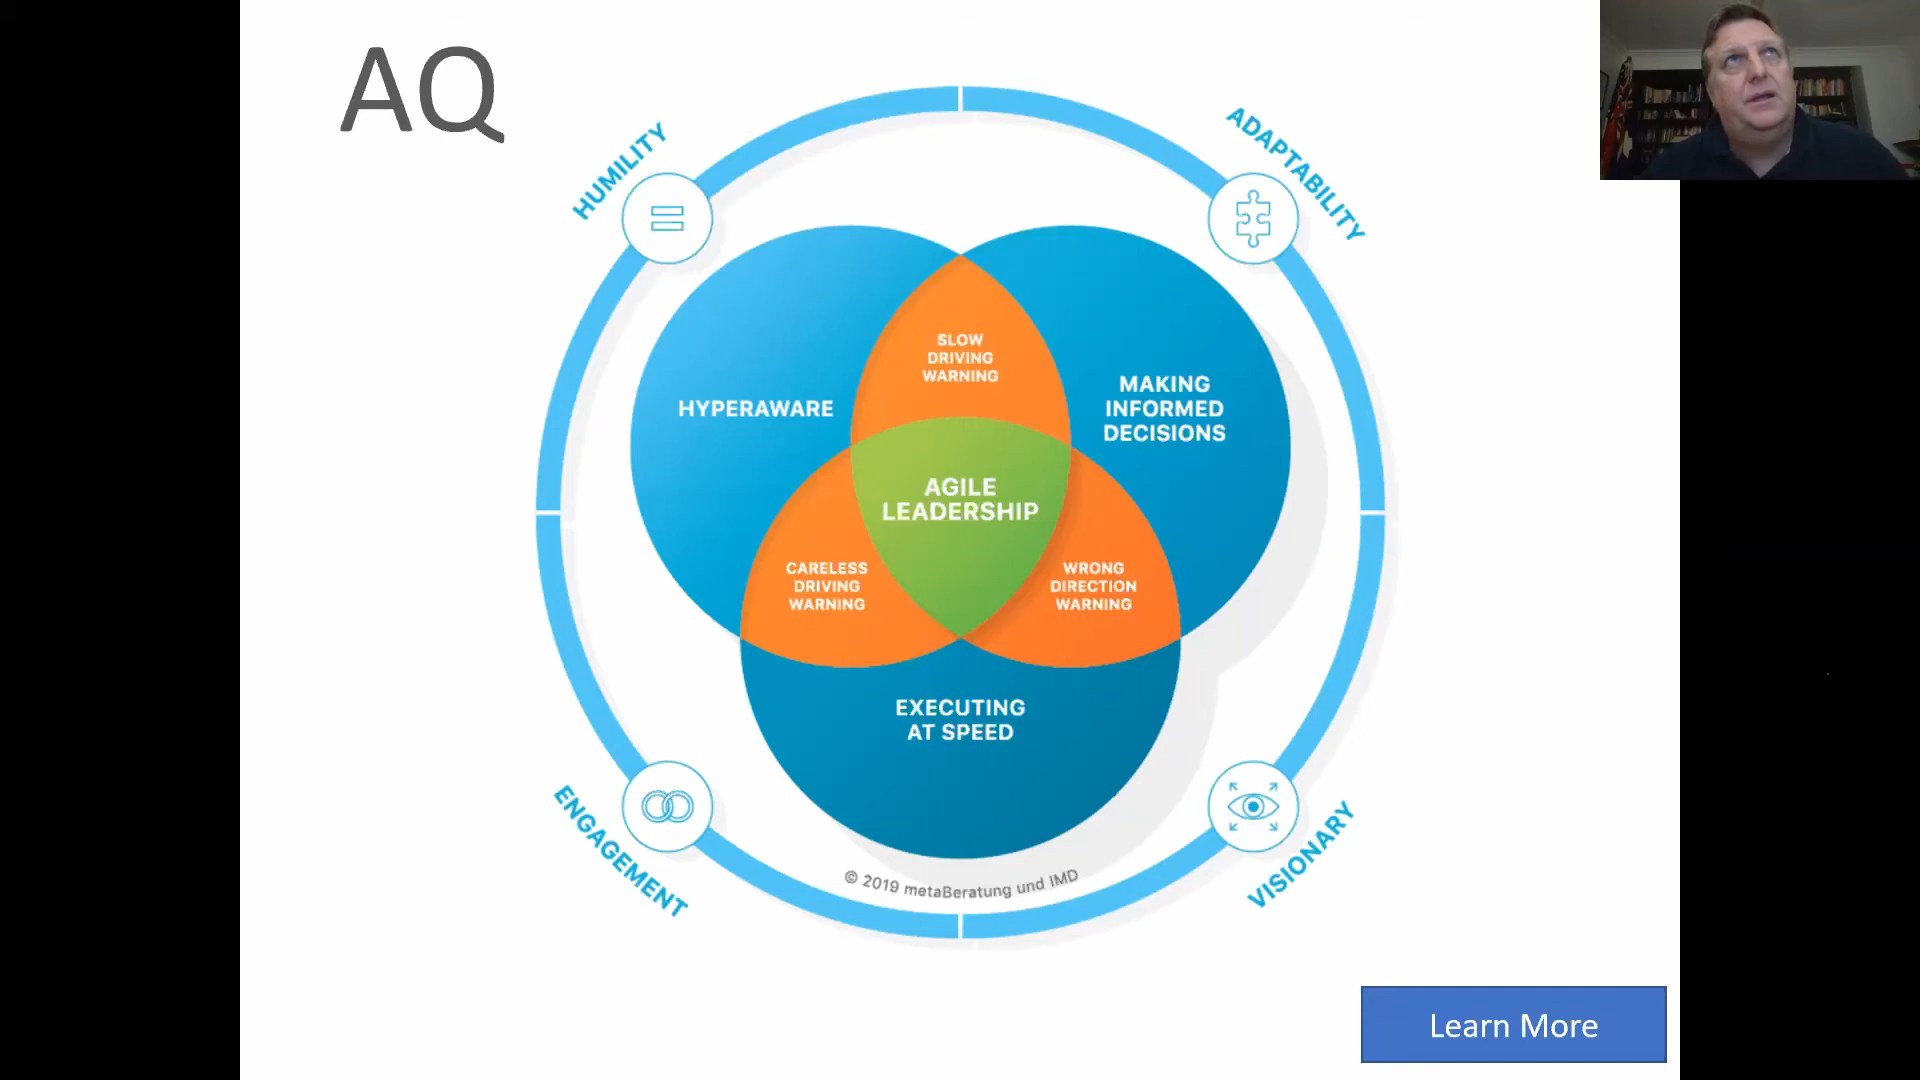 AQ
HUMILITY
ADAPTABILITY
SLOW
DRIVING
WARNING
HYPERAWARE
MAKING
INFORMED
DECISIONS
AGILE
LEADERSHIP
CARELESS
DRIVING
WARNING
WRONG
DIRECTION
WARNING
EXECUTING
AT SPEED
ENGAGEMENT
VISIONARY
© 2019 metaBeratung und IMD
Learn More